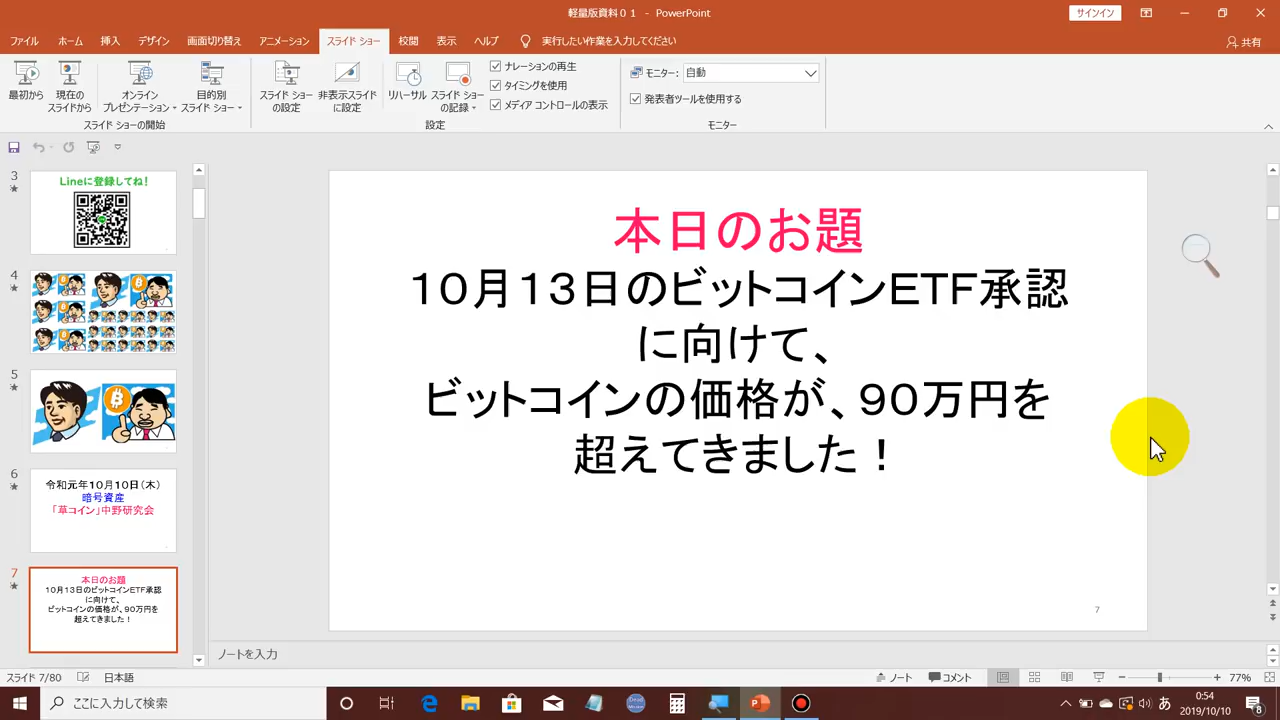 軽量版資料０１ - PowerPoint
サインイン
ファイル ホーム 挿入 デザイン 画面切り替え アニメーション スライド ショー 校閲 表示 ヘルプ 実行したい作業を入力してください 共有
最初から
現在の
スライドから
オンライン
プレゼンテーション
目的別
スライド ショー
スライド ショーの開始
スライド ショー
の設定
非表示スライド
に設定
リハーサル
スライド ショー
の記録
ナレーションの再生
タイミングを使用
メディア コントロールの表示
設定
モニター: 自動
発表者ツールを使用する
モニター
3
Lineに登録してね！
4
5
6
令和元年１０月１０日（木）
暗号資産
「草コイン」中野研究会
7
本日のお題
１０月１３日のビットコインＥＴＦ承認
に向けて、
ビットコインの価格が、９０万円を
超えてきました！
本日のお題
１０月１３日のビットコインＥＴＦ承認
に向けて、
ビットコインの価格が、９０万円を
超えてきました！
7
ノートを入力
スライド 7/80 日本語 ノート コメント 77%
ここに入力して検索
あ
0:54
2019/10/10
8